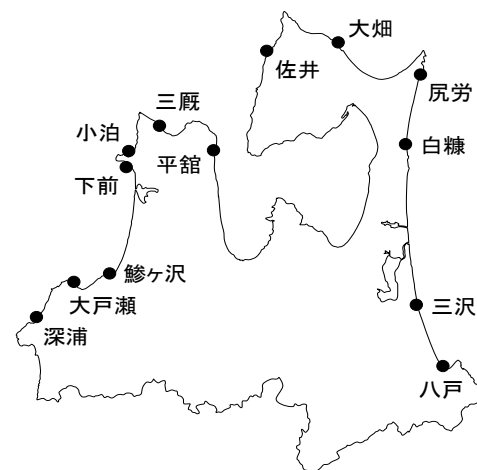 大畑
佐井
尻労
三厩
小泊
平舘
白糠
下前
鰺ヶ沢
大戸瀬
三沢
深浦
八戸